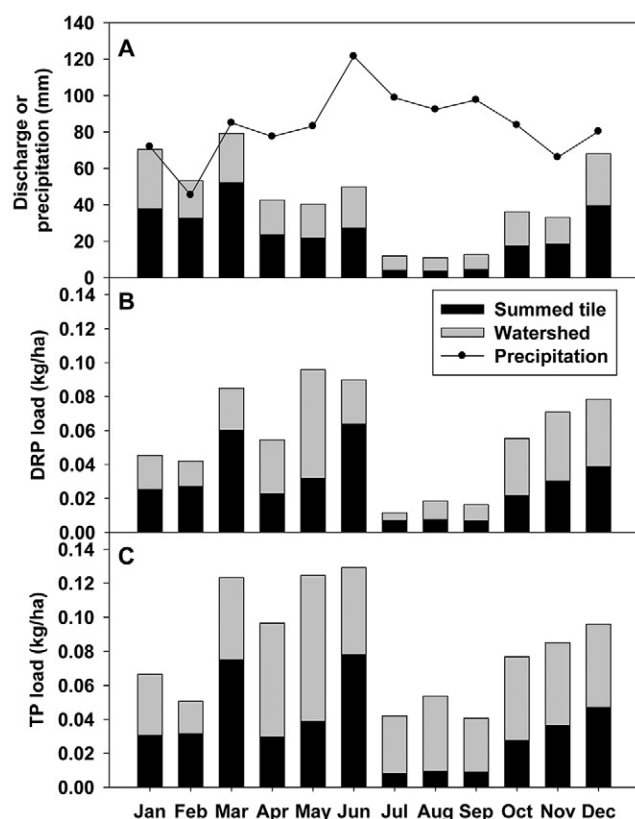 A
Discharge or
precipitation (mm)
140
120
100
80
60
40
20
0
B
DRP load (kg/ha)
0.14
0.12
0.10
0.08
0.06
0.04
0.02
0.00
Summed tile
Watershed
Precipitation
C
TP load (kg/ha)
0.14
0.12
0.10
0.08
0.06
0.04
0.02
0.00
Jan Feb Mar Apr May Jun Jul Aug Sep Oct Nov Dec